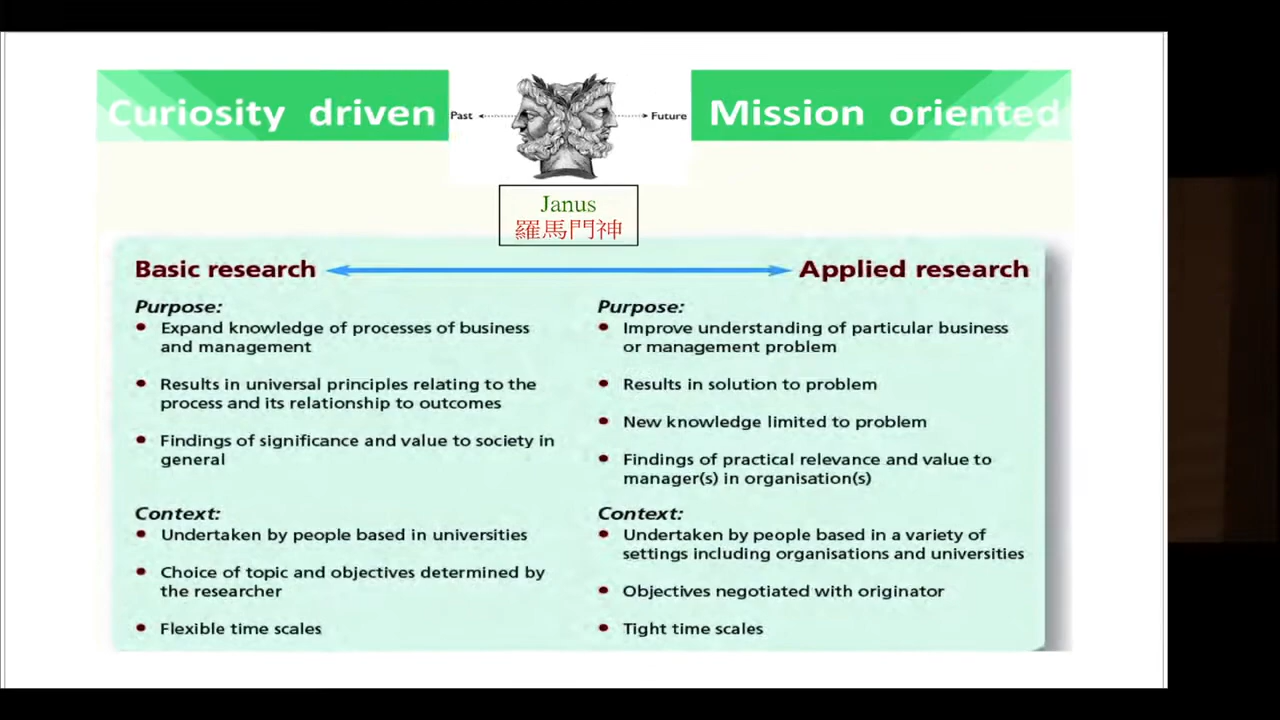 Curiosity driven
Past
Future
Mission oriented
Janus
羅馬門神
Basic research
Applied research
Purpose:
Expand knowledge of processes of business
and management
Results in universal principles relating to the
process and its relationship to outcomes
Findings of significance and value to society in
general
Context:
Undertaken by people based in universities
Choice of topic and objectives determined by
the researcher
Flexible time scales
Purpose:
Improve understanding of particular business
or management problem
Results in solution to problem
New knowledge limited to problem
Findings of practical relevance and value to
manager(s) in organisation(s)
Context:
Undertaken by people based in a variety of
settings including organisations and universities
Objectives negotiated with originator
Tight time scales